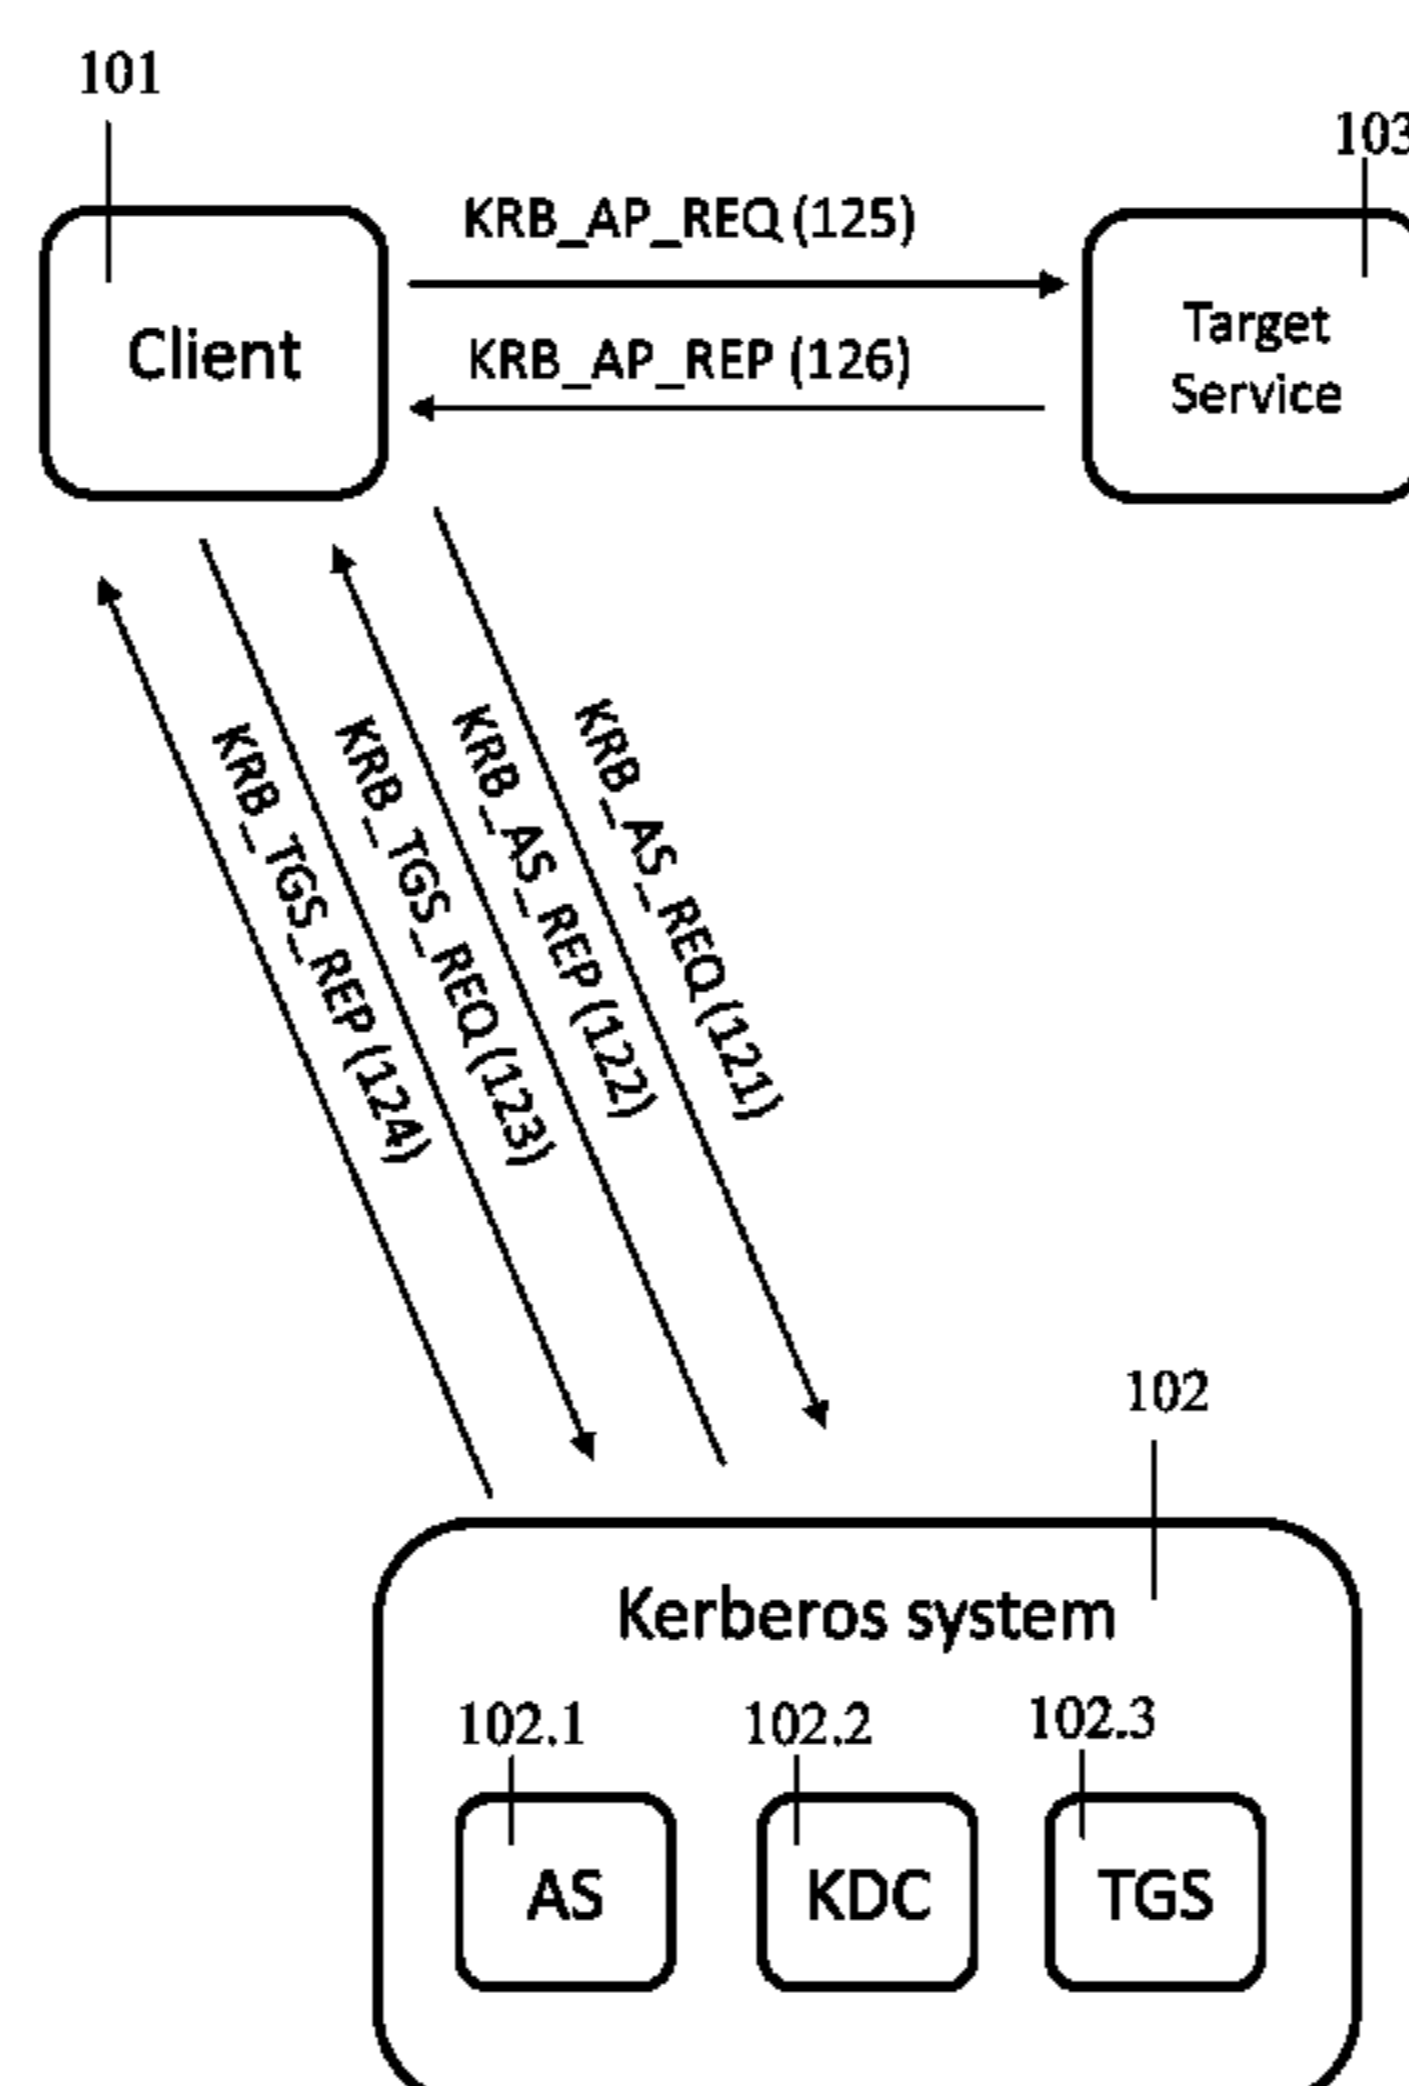 101
103
KRB_AP_REQ (125)
Client
Target
Service
KRB_AP_REP (126)
KRB_TGS_REP (124)
KRB_TGS_REQ (123)
KRB_AS_REP (122)
KRB_AS_REQ (121)
102
Kerberos system
102.1
102.2
102.3
AS
KDC
TGS